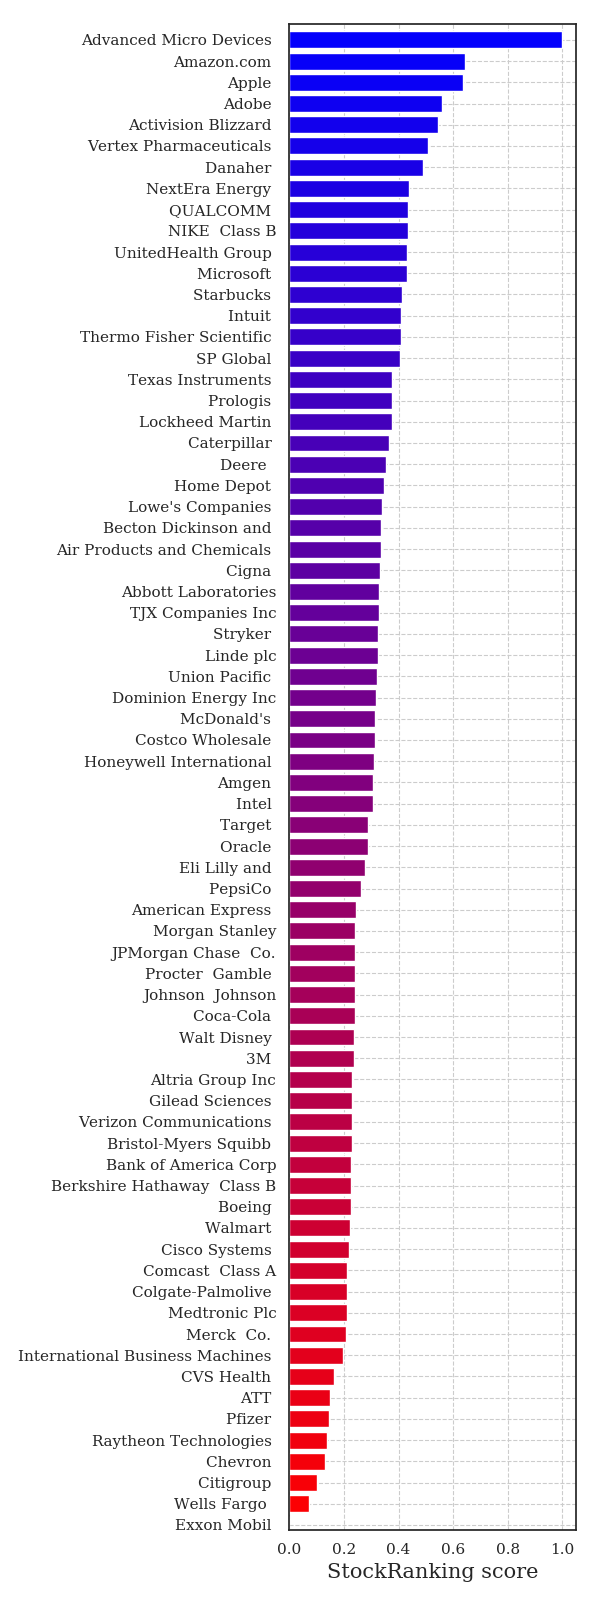 Advanced Micro Devices
Amazon.com
Apple
Adobe
Activision Blizzard
Vertex Pharmaceuticals
Danaher
NextEra Energy
QUALCOMM
NIKE  Class B
UnitedHealth Group
Microsoft
Starbucks
Intuit
Thermo Fisher Scientific
SP Global
Texas Instruments
Prologis
Lockheed Martin
Caterpillar
Deere
Home Depot
Lowe's Companies
Becton Dickinson and
Air Products and Chemicals
Cigna
Abbott Laboratories
TJX Companies Inc
Stryker
Linde plc
Union Pacific
Dominion Energy Inc
McDonald's
Costco Wholesale
Honeywell International
Amgen
Intel
Target
Oracle
Eli Lilly and
PepsiCo
American Express
Morgan Stanley
JPMorgan Chase  Co.
Procter  Gamble
Johnson  Johnson
Coca-Cola
Walt Disney
3M
Altria Group Inc
Gilead Sciences
Verizon Communications
Bristol-Myers Squibb
Bank of America Corp
Berkshire Hathaway  Class B
Boeing
Walmart
Cisco Systems
Comcast  Class A
Colgate-Palmolive
Medtronic Plc
Merck  Co.
International Business Machines
CVS Health
ATT
Pfizer
Raytheon Technologies
Chevron
Citigroup
Wells Fargo
Exxon Mobil
0.0 0.2 0.4 0.6 0.8 1.0
StockRanking score